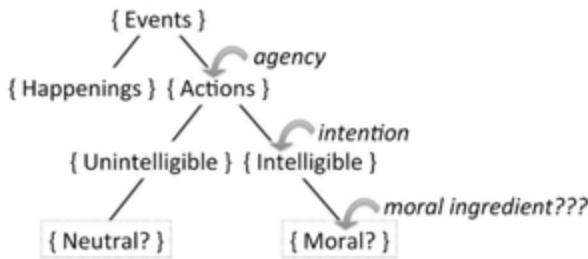 { Events }
agency
{ Happenings } { Actions }
intention
{ Unintelligible } { Intelligible }
moral ingredient???
{ Neutral? } { Moral? }